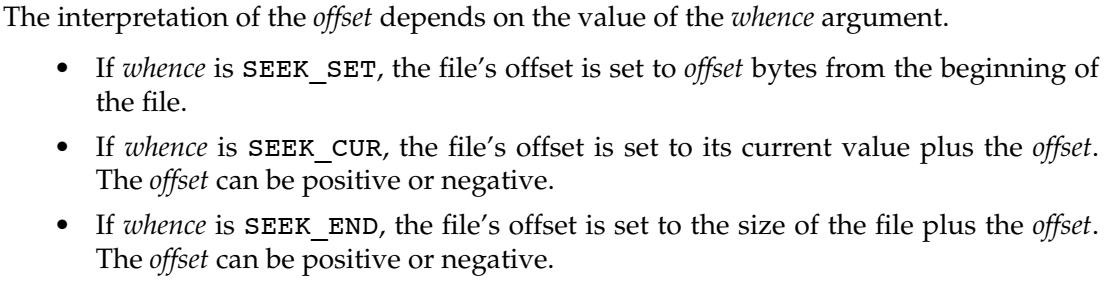 The interpretation of the offset depends on the value of the whence argument.
• If whence is SEEK_SET, the file's offset is set to offset bytes from the beginning of
the file.
• If whence is SEEK_CUR, the file's offset is set to its current value plus the offset.
The offset can be positive or negative.
• If whence is SEEK_END, the file's offset is set to the size of the file plus the offset.
The offset can be positive or negative.